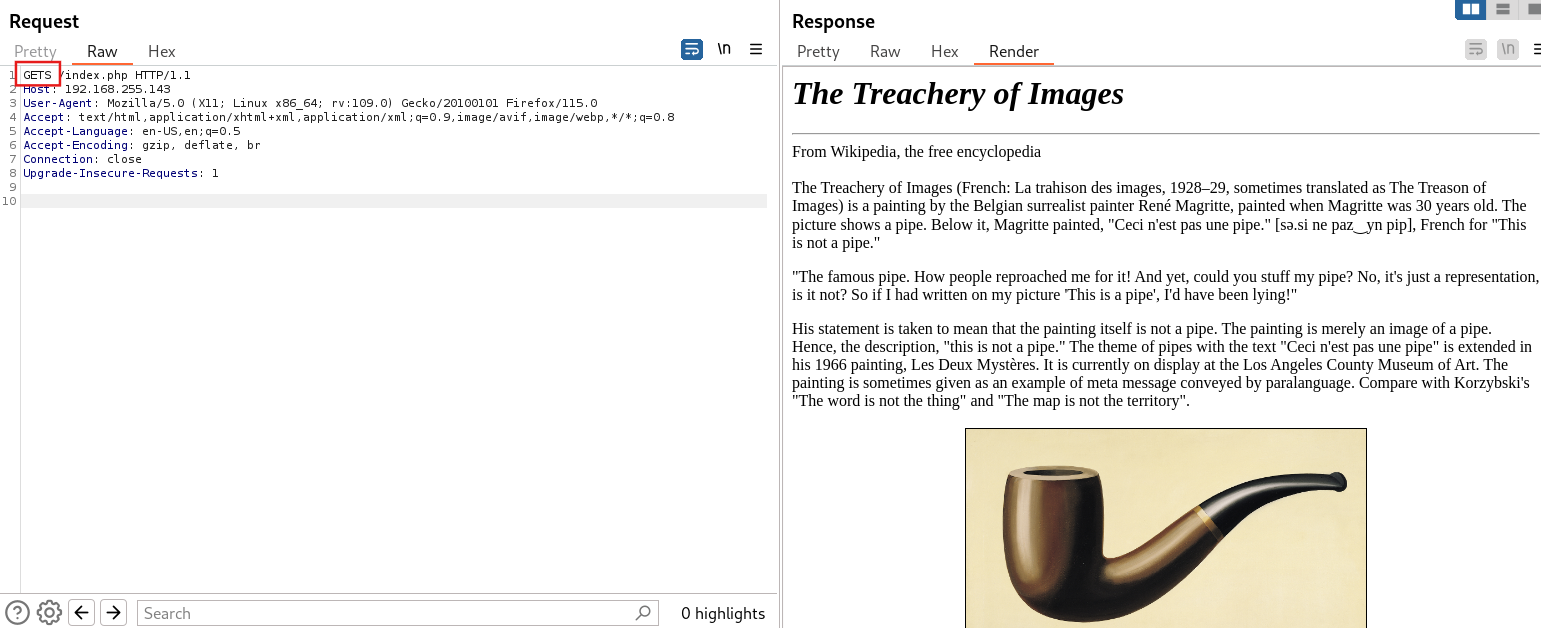 Request
Pretty Raw Hex
\n
1 GETS /index.php HTTP/1.1
2 Host: 192.168.255.143
3 User-Agent: Mozilla/5.0 (X11; Linux x86_64; rv:109.0) Gecko/20100101 Firefox/115.0
4 Accept: text/html,application/xhtml+xml,application/xml;q=0.9,image/avif,image/webp,*/*;q=0.8
5 Accept-Language: en-US,en;q=0.5
6 Accept-Encoding: gzip, deflate, br
7 Connection: close
8 Upgrade-Insecure-Requests: 1
9
10
Search
0 highlights
Response
Pretty Raw Hex Render
\n
The Treachery of Images
From Wikipedia, the free encyclopedia
The Treachery of Images (French: La trahison des images, 1928–29, sometimes translated as The Treason of
Images) is a painting by the Belgian surrealist painter René Magritte, painted when Magritte was 30 years old. The
picture shows a pipe. Below it, Magritte painted, "Ceci n'est pas une pipe." [sə.si ne paz‿yn pip], French for "This
is not a pipe."
"The famous pipe. How people reproached me for it! And yet, could you stuff my pipe? No, it's just a representation,
is it not? So if I had written on my picture 'This is a pipe', I'd have been lying!"
His statement is taken to mean that the painting itself is not a pipe. The painting is merely an image of a pipe.
Hence, the description, "this is not a pipe." The theme of pipes with the text "Ceci n'est pas une pipe" is extended in
his 1966 painting, Les Deux Mystères. It is currently on display at the Los Angeles County Museum of Art. The
painting is sometimes given as an example of meta message conveyed by paralanguage. Compare with Korzybski's
"The word is not the thing" and "The map is not the territory".